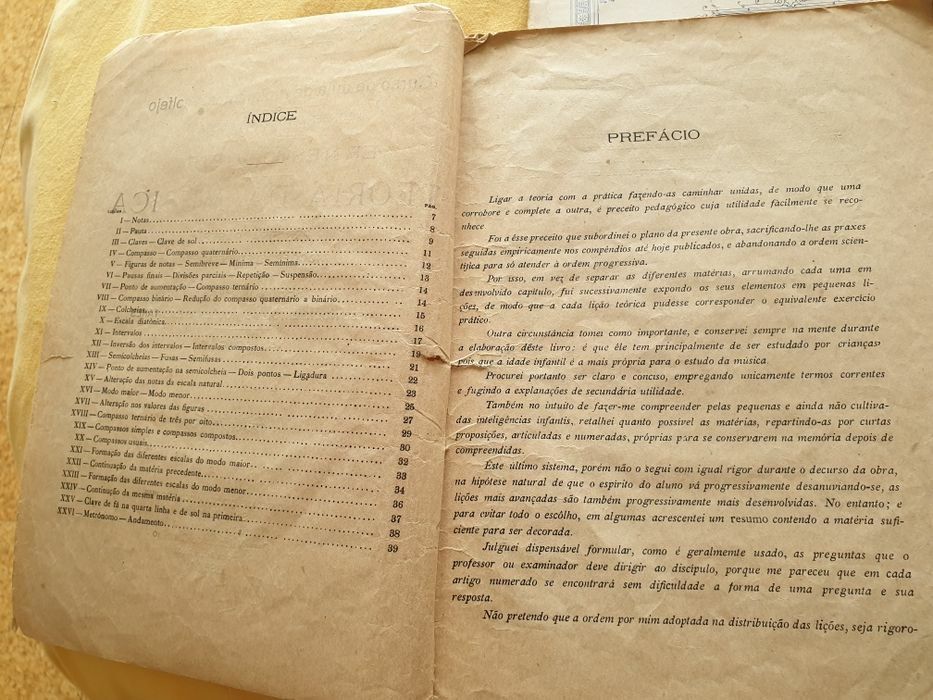 ÍNDICE
PÁG.
I—Notas 7
II—Pauta 8
III—Claves—Clave de sol 9
IV—Compasso—Compasso quaternário. 11
V—Figuras de notas—Semibreve—Mínima—Semínima. 12
VI—Pausas finais—Divisões parciais—Repetição—Suspensão. 13
VII—Ponto de aumentação—Compasso ternário 14
VIII—Compasso binário—Redução do compasso quaternário a binário. 14
IX—Colcheias. 15
X—Escala diatónica. 16
XI—Intervalos 17
XII—Inversão dos intervalos—Intervalos compostos. 19
XIII—Semicolcheias—Fusas—Semifusas 21
XIV—Ponto de aumentação na semicolcheia—Dois pontos—Ligadura 22
XV—Alteração das notas da escala natural. 23
XVI—Modo maior—Modo menor. 25
XVII—Alteração nos valores das figuras 27
XVIII—Compasso ternário de três por oito. 29
XIX—Compassos simples e compassos compostos. 30
XX—Compassos usuais. 32
XXI—Formação das diferentes escalas do modo maior. 33
XXII—Continuação da matéria precedente. 34
XXIII—Formação das diferentes escalas do modo menor 36
XXIV—Continuação da mesma matéria 37
XXV—Clave de fá na quarta linha e de sol na primeira 38
XXVI—Metrónomo—Andamento. 39
PREFÁCIO
Ligar a teoria com a prática fazendo-as caminhar unidas, de modo que uma
corrobore e complete a outra, é preceito pedagógico cuja utilidade fàcilmente se reco-
nhece
Foi a êsse preceito que subordinei o plano da presente obra, sacrificando-lhe as praxes
seguidas empìricamente nos compêndios até hoje publicados, e abandonando a ordem scien-
tífica para só atender à ordem progressiva.
Por isso, em vez de separar as diferentes matérias, arrumando cada uma em
desenvolvido capítulo, fui sucessivamente expondo os seus elementos em pequenas li-
ções, de modo que a cada lição teórica pudesse corresponder o equivalente exercício
prático.
Outra circunstância tomei como importante, e conservei sempre na mente durante
a elaboração dêste livro: é que êle tem principalmente de ser estudado por crianças,
pois que a idade infantil é a mais própria para o estudo da música.
Procurei portanto ser claro e conciso, empregando unicamente termos correntes
e fugindo a explanações de secundária utilidade.
Também no intuito de fazer-me compreender pelas pequenas e ainda não cultiva-
das inteligências infantis, retalhei quanto possível as matérias, repartindo-as por curtas
proposições, articuladas e numeradas, próprias para se conservarem na memória depois de
compreendidas.
Êste último sistema, porém não o segui com igual rigor durante o decurso da obra,
na hipótese natural de que o espírito do aluno vá progressivamente desanuviando-se, as
lições mais avançadas são também progressivamente mais desenvolvidas. No entanto; e
para evitar todo o escôlho, em algumas acrescentei um resumo contendo a matéria sufi-
ciente para ser decorada.
Julguei dispensável formular, como é geralmemte usado, as preguntas que o
professor ou examinador deve dirigir ao discípulo, porque me pareceu que em cada
artigo numerado se encontrará sem dificuldade a forma de uma pregunta e sua
resposta.
Não pretendo que a ordem por mim adoptada na distribuição das lições, seja rigoro-